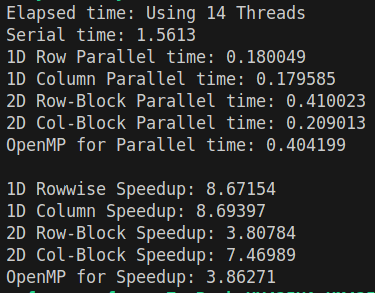 Elapsed time: Using 14 Threads
Serial time: 1.5613
1D Row Parallel time: 0.180049
1D Column Parallel time: 0.179585
2D Row-Block Parallel time: 0.410023
2D Col-Block Parallel time: 0.209013
OpenMP for Parallel time: 0.404199
1D Rowwise Speedup: 8.67154
1D Column Speedup: 8.69397
2D Row-Block Speedup: 3.80784
2D Col-Block Speedup: 7.46989
OpenMP for Speedup: 3.86271